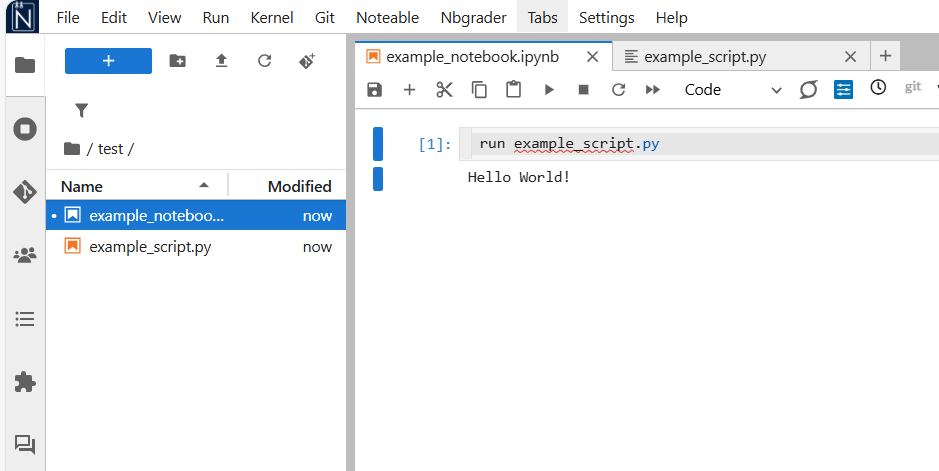 N
File Edit View Run Kernel Git Noteable Nbgrader Tabs Settings Help
+
example_notebook.ipynb
example_script.py
+
Code
git
/ test /
Name Modified
example_noteboo... now
example_script.py now
[1]: run example_script.py
Hello World!